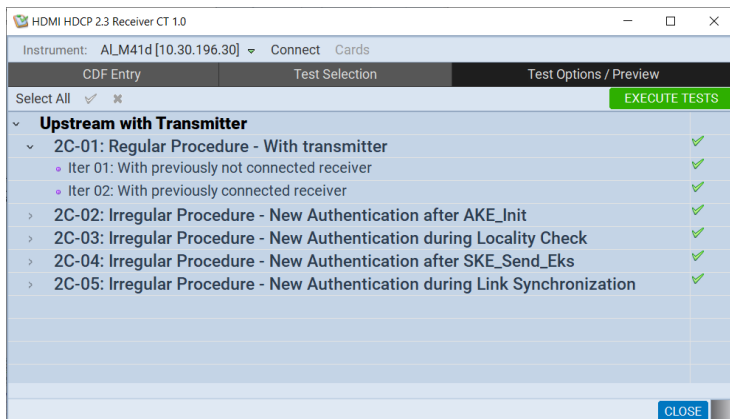 HDMI HDCP 2.3 Receiver CT 1.0
Instrument: Al_M41d [10.30.196.30] Connect Cards
CDF Entry Test Selection Test Options / Preview
Select All EXECUTE TESTS
Upstream with Transmitter
2C-01: Regular Procedure - With transmitter
Iter 01: With previously not connected receiver
Iter 02: With previously connected receiver
2C-02: Irregular Procedure - New Authentication after AKE_Init
2C-03: Irregular Procedure - New Authentication during Locality Check
2C-04: Irregular Procedure - New Authentication after SKE_Send_Eks
2C-05: Irregular Procedure - New Authentication during Link Synchronization
CLOSE